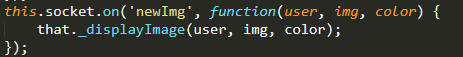 this.socket.on('newImg', function(user, img, color) {
    that._displayImage(user, img, color);
});